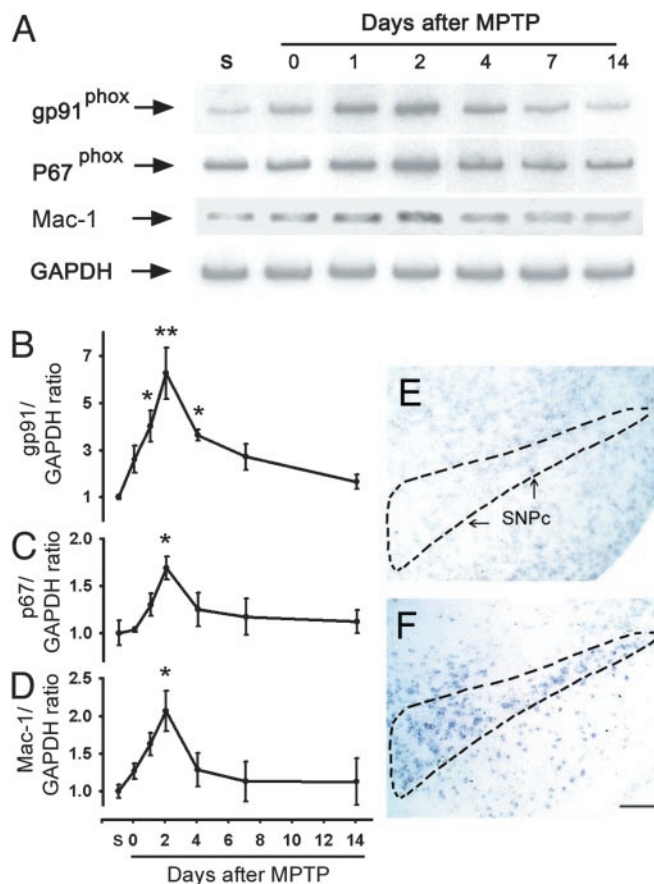 A
Days after MPTP
S 0 1 2 4 7 14
gp91phox
P67phox
Mac-1
GAPDH
B
gp91/
GAPDH ratio
7
5
3
1
* ** *
C
p67/
GAPDH ratio
2.0
1.5
1.0
*
D
Mac-1/
GAPDH ratio
2.5
2.0
1.5
1.0
*
S 0 2 4 6 8 10 12 14
Days after MPTP
E
SNPc
F